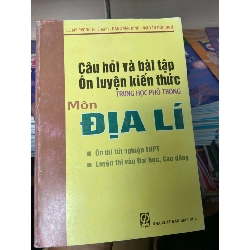 Câu hỏi và bài tập
Ôn luyện kiến thức
TRUNG HỌC PHỔ THÔNG
Môn
ĐỊA LÍ
Ôn thi tốt nghiệp THPT
Luyện thi vào Đại học, Cao đẳng